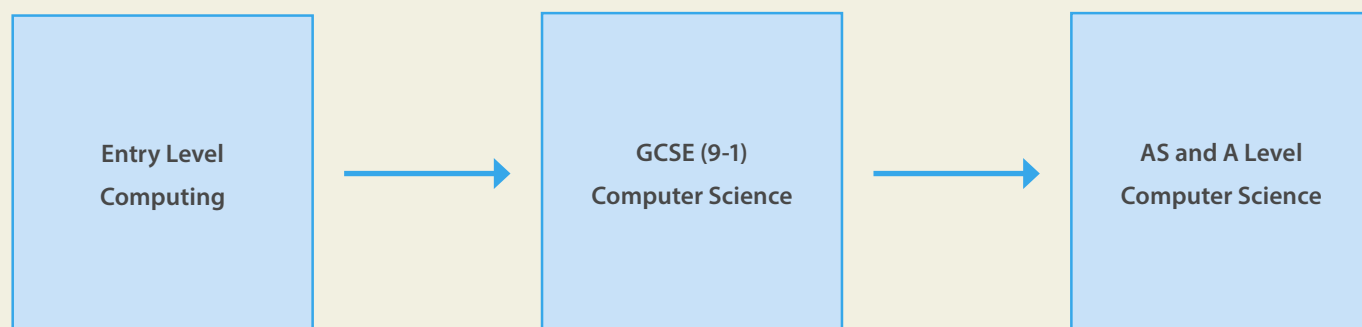 Entry Level
Computing
GCSE (9-1)
Computer Science
AS and A Level
Computer Science